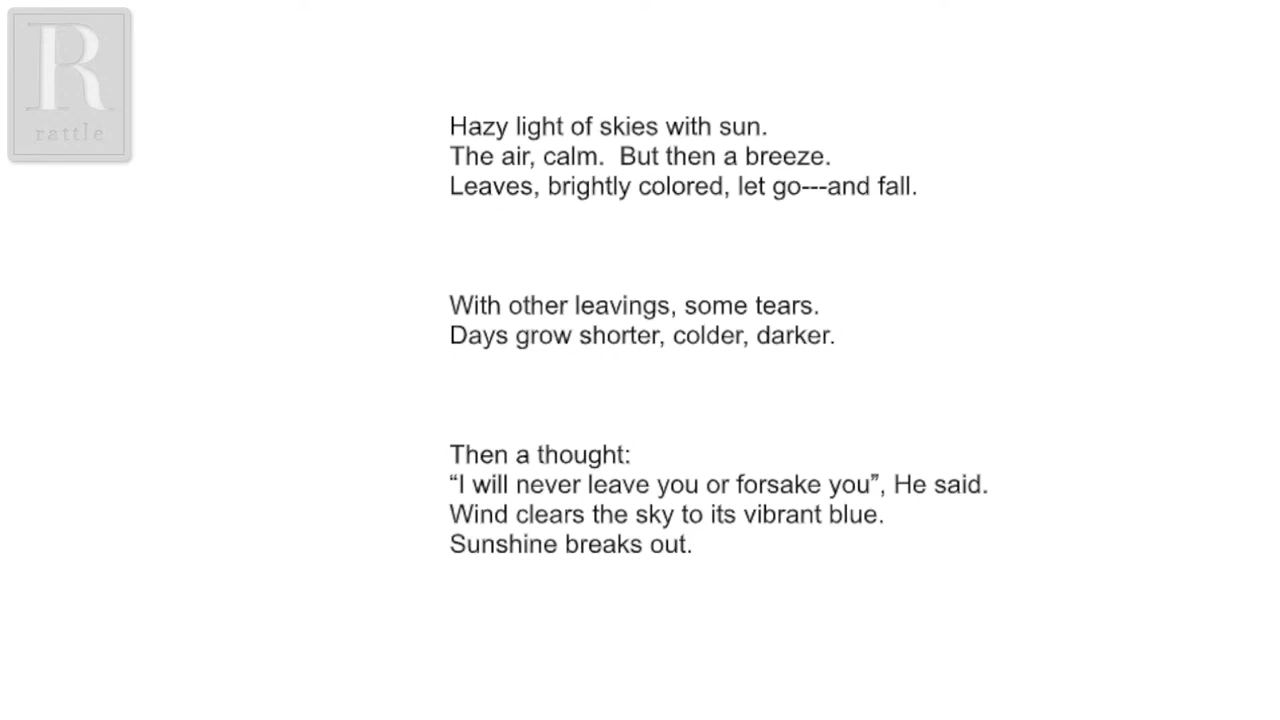 R
rattle
Hazy light of skies with sun.
The air, calm.  But then a breeze.
Leaves, brightly colored, let go---and fall.
With other leavings, some tears.
Days grow shorter, colder, darker.
Then a thought:
“I will never leave you or forsake you”, He said.
Wind clears the sky to its vibrant blue.
Sunshine breaks out.